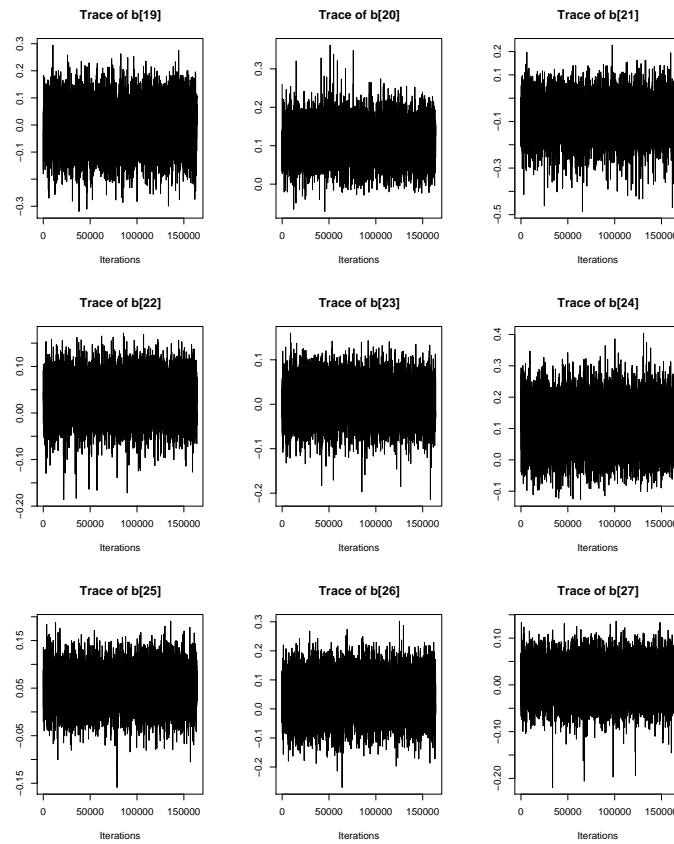 Trace of b[19]
0.3
0.1
0.0
−0.1
−0.3
0 50000 100000 150000
Iterations
Trace of b[20]
0.3
0.2
0.1
0.0
0 50000 100000 150000
Iterations
Trace of b[21]
0.2
0.1
−0.1
−0.3
−0.5
0 50000 100000 150000
Iterations
Trace of b[22]
0.10
0.00
−0.10
−0.20
0 50000 100000 150000
Iterations
Trace of b[23]
0.1
0.0
−0.1
−0.2
0 50000 100000 150000
Iterations
Trace of b[24]
0.4
0.3
0.2
0.1
0.0
−0.1
0 50000 100000 150000
Iterations
Trace of b[25]
0.15
0.05
−0.05
−0.15
0 50000 100000 150000
Iterations
Trace of b[26]
0.3
0.2
0.1
0.0
−0.1
−0.2
0 50000 100000 150000
Iterations
Trace of b[27]
0.10
0.00
−0.10
−0.20
0 50000 100000 150000
Iterations